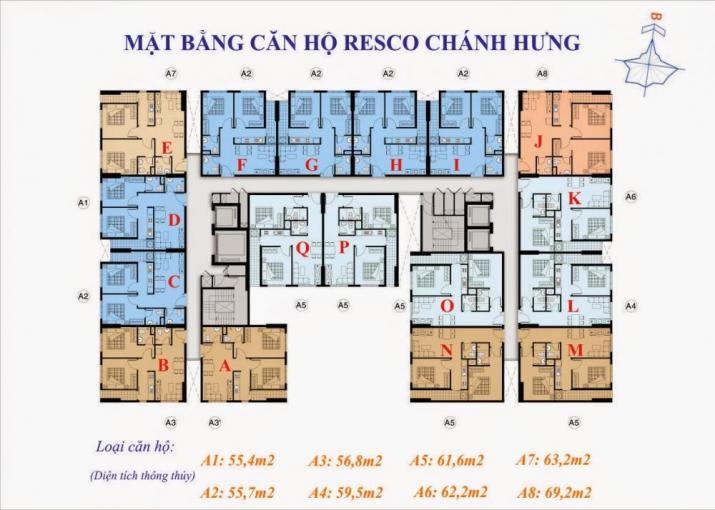 B
MẶT BẰNG CĂN HỘ RESCO CHÁNH HƯNG
A7 A2 A2 A2 A2 A8
E F G H I J
A1 D K A6
Q P
A2 C O L A4
A5 A5 A5
B A N M
A3 A3' A5 A5
Loại căn hộ:
(Diện tích thông thủy)
A1: 55,4m2 A3: 56,8m2 A5: 61,6m2 A7: 63,2m2
A2: 55,7m2 A4: 59,5m2 A6: 62,2m2 A8: 69,2m2